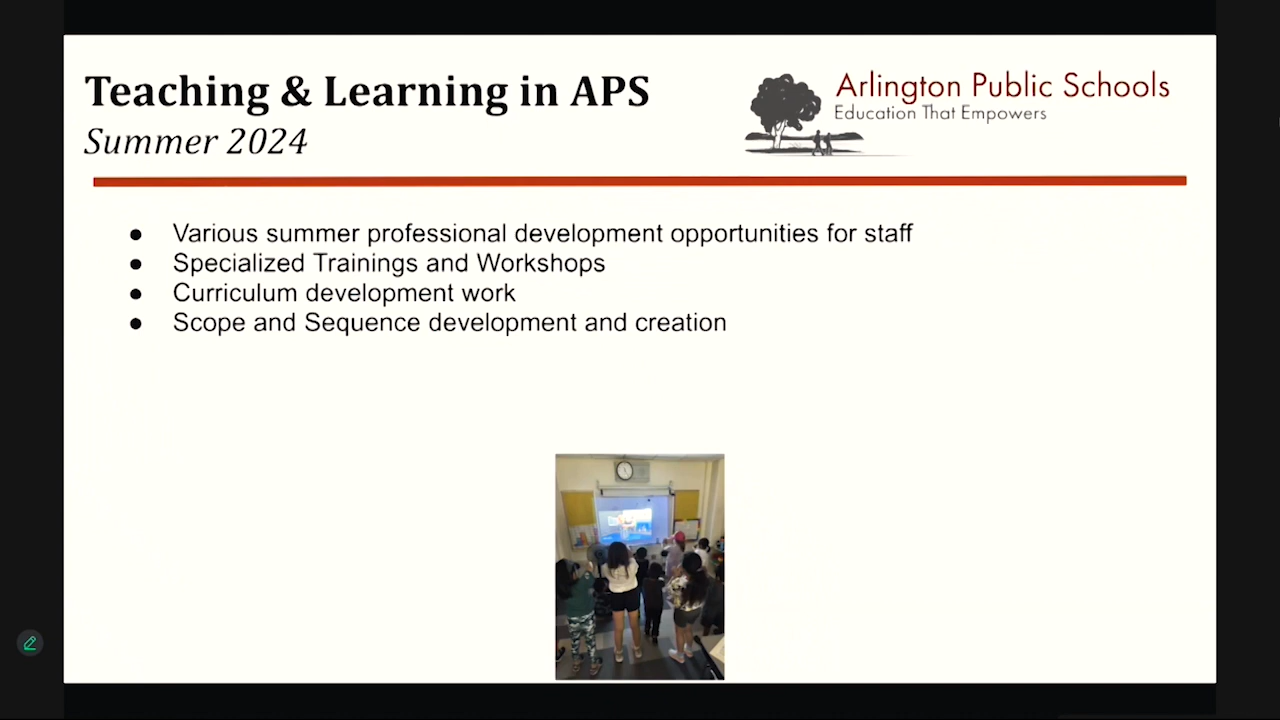 Teaching & Learning in APS
Summer 2024
Arlington Public Schools
Education That Empowers
● Various summer professional development opportunities for staff
● Specialized Trainings and Workshops
● Curriculum development work
● Scope and Sequence development and creation